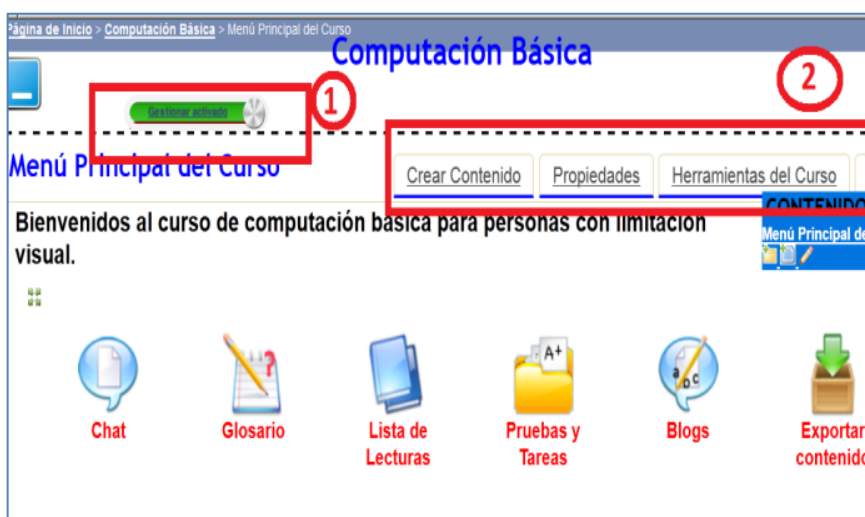 Página de Inicio > Computación Básica > Menú Principal del Curso
Computación Básica
Gestionar activado
1
2
Menú Principal del Curso
Crear Contenido
Propiedades
Herramientas del Curso
CONTENIDO
Menú Principal de
Bienvenidos al curso de computación básica para personas con limitación
visual.
Chat
Glosario
Lista de
Lecturas
Pruebas y
Tareas
Blogs
Exportar
contenido